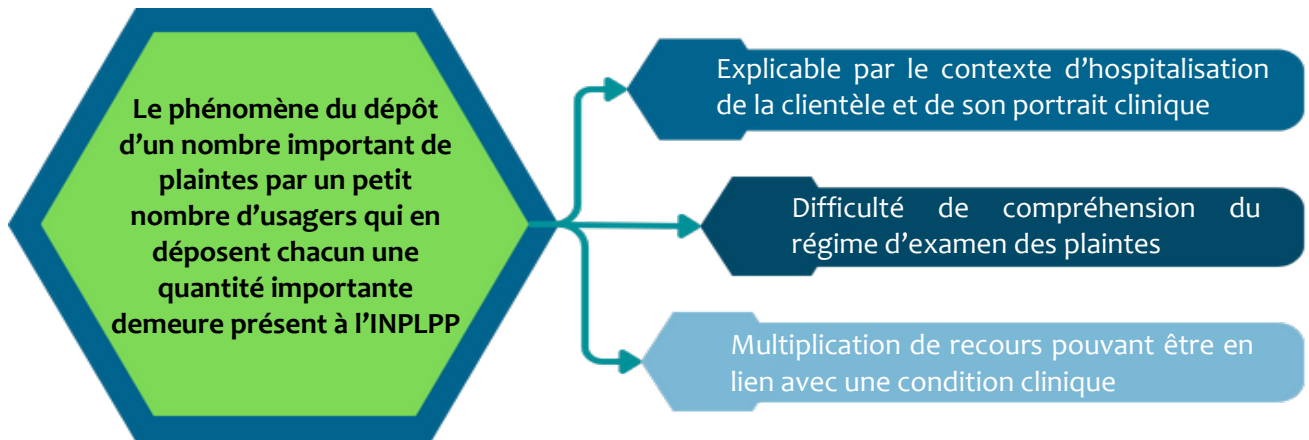 Le phénomène du dépôt
d'un nombre important de
plaintes par un petit
nombre d'usagers qui en
déposent chacun une
quantité importante
demeure présent à l'INPLPP
Explicable par le contexte d'hospitalisation
de la clientèle et de son portrait clinique
Difficulté de compréhension du
régime d'examen des plaintes
Multiplication de recours pouvant être en
lien avec une condition clinique